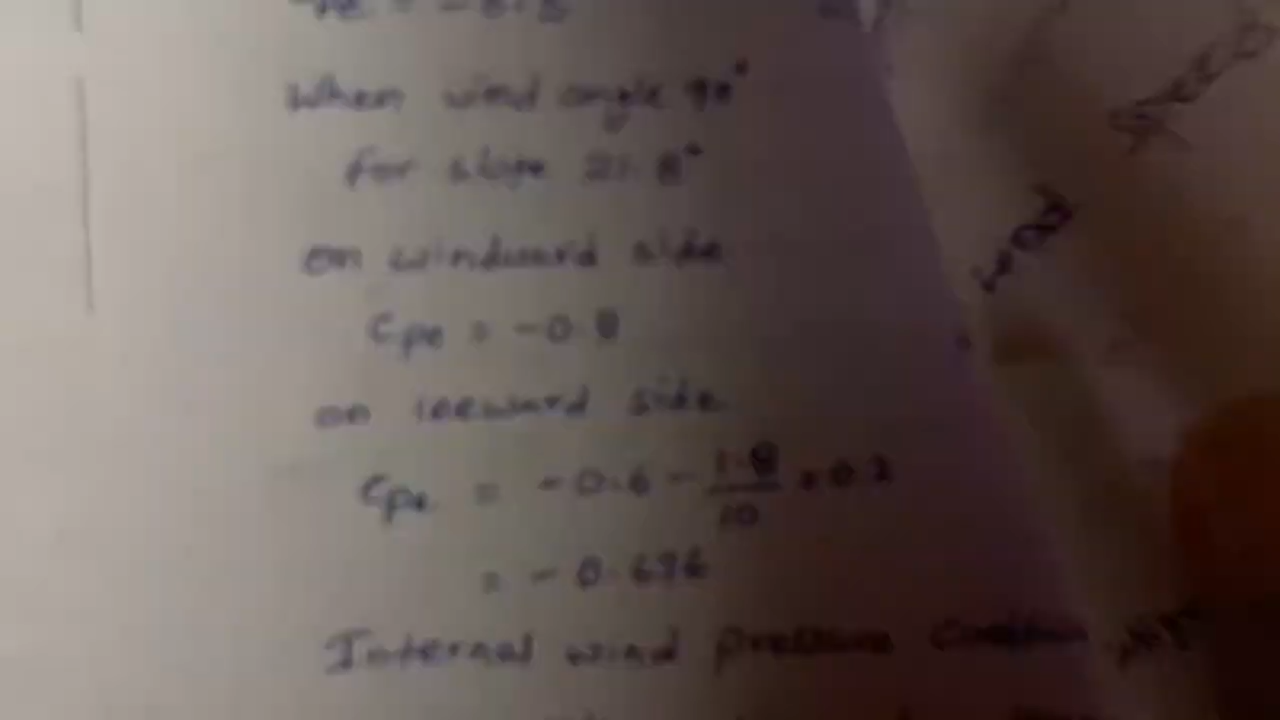 When wind angle 90°
for slope 21.8°
on windward side
Cpe = -0.8
on leeward side
Cpe = -0.6 - 1.8/10 × 0.2
= -0.636
Internal wind pressure
Load